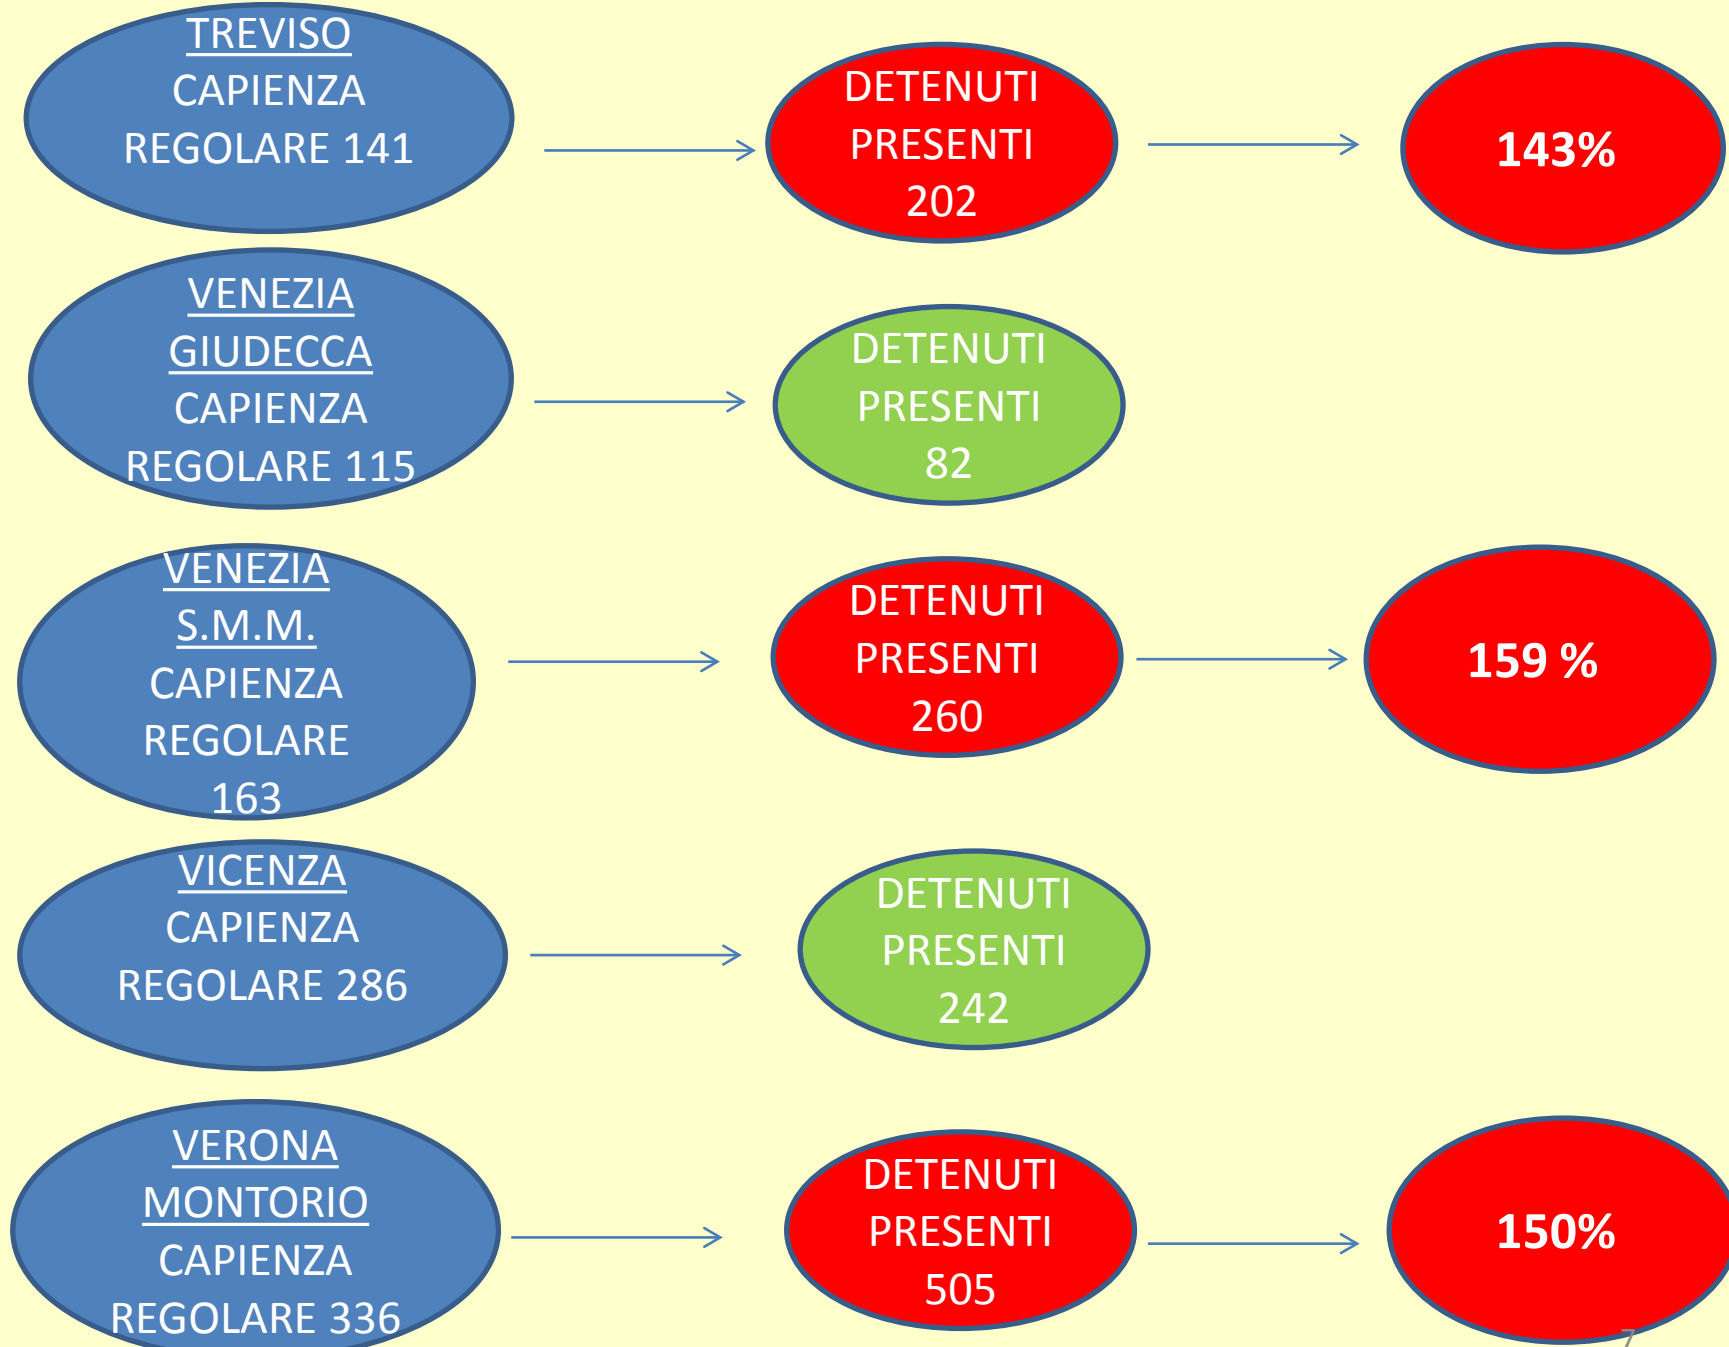 TREVISO
CAPIENZA
REGOLARE 141
DETENUTI
PRESENTI
202
143%
VENEZIA
GIUDECCA
CAPIENZA
REGOLARE 115
DETENUTI
PRESENTI
82
VENEZIA
S.M.M.
CAPIENZA
REGOLARE
163
DETENUTI
PRESENTI
260
159 %
VICENZA
CAPIENZA
REGOLARE 286
DETENUTI
PRESENTI
242
VERONA
MONTORIO
CAPIENZA
REGOLARE 336
DETENUTI
PRESENTI
505
150%
7